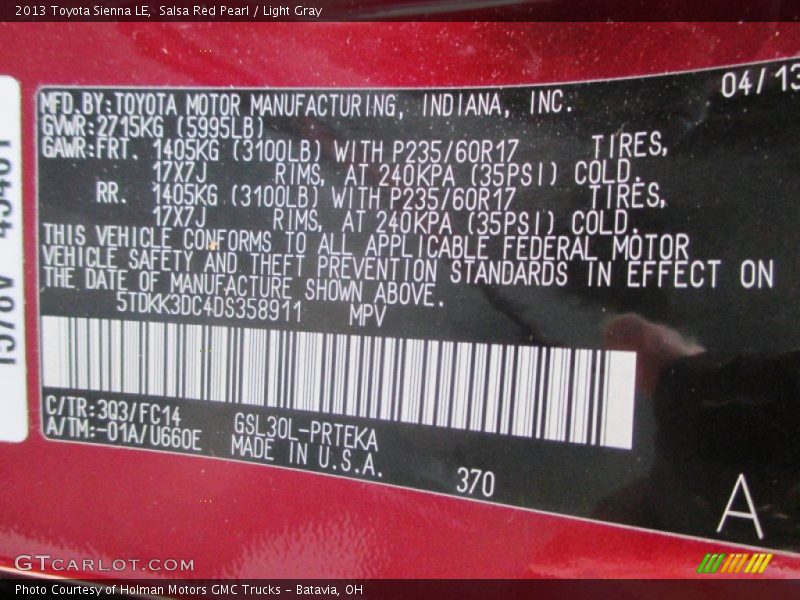 2013 Toyota Sienna LE, Salsa Red Pearl / Light Gray
04/13
MFD.BY:TOYOTA MOTOR MANUFACTURING, INDIANA, INC.
GVWR:2715KG (5995LB)
GAWR:FRT. 1405KG (3100LB) WITH P235/60R17 TIRES,
17X7J RIMS, AT 240KPA (35PSI) COLD.
RR. 1405KG (3100LB) WITH P235/60R17 TIRES,
17X7J RIMS, AT 240KPA (35PSI) COLD.
THIS VEHICLE CONFORMS TO ALL APPLICABLE FEDERAL MOTOR
VEHICLE SAFETY AND THEFT PREVENTION STANDARDS IN EFFECT ON
THE DATE OF MANUFACTURE SHOWN ABOVE.
5TDKK3DC4DS358911 MPV
C/TR:3Q3/FC14
A/TM:-01A/U660E
GSL30L-PRTEKA
MADE IN U.S.A.
370
A
GTCARLOT.COM
Photo Courtesy of Holman Motors GMC Trucks - Batavia, OH